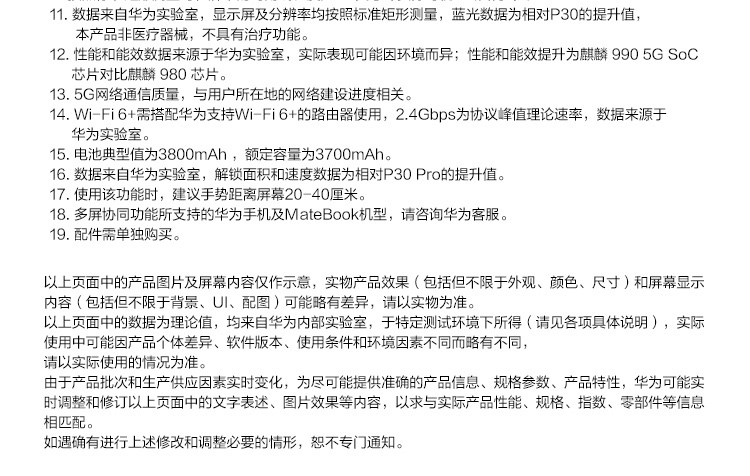 11. 数据来自华为实验室，显示屏及分辨率均按照标准矩形测量，蓝光数据为相对P30的提升值，
本产品非医疗器械，不具有治疗功能。
12. 性能和能效数据来源于华为实验室，实际表现可能因环境而异；性能和能效提升为麒麟 990 5G SoC
芯片对比麒麟 980 芯片。
13. 5G网络通信质量，与用户所在地的网络建设进度相关。
14. Wi-Fi 6+需搭配华为支持Wi-Fi 6+的路由器使用，2.4Gbps为协议峰值理论速率，数据来源于
华为实验室。
15. 电池典型值为3800mAh ，额定容量为3700mAh。
16. 数据来自华为实验室，解锁面积和速度数据为相对P30 Pro的提升值。
17. 使用该功能时，建议手势距离屏幕20-40厘米。
18. 多屏协同功能所支持的华为手机及MateBook机型，请咨询华为客服。
19. 配件需单独购买。
以上页面中的产品图片及屏幕内容仅作示意，实物产品效果（包括但不限于外观、颜色、尺寸）和屏幕显示
内容（包括但不限于背景、UI、配图）可能略有差异，请以实物为准。
以上页面中的数据为理论值，均来自华为内部实验室，于特定测试环境下所得（请见各项具体说明），实际
使用中可能因产品个体差异、软件版本、使用条件和环境因素不同而略有不同，
请以实际使用的情况为准。
由于产品批次和生产供应因素实时变化，为尽可能提供准确的产品信息、规格参数、产品特性，华为可能实
时调整和修订以上页面中的文字表述、图片效果等内容，以求与实际产品性能、规格、指数、零部件等信息
相匹配。
如遇确有进行上述修改和调整必要的情形，恕不专门通知。